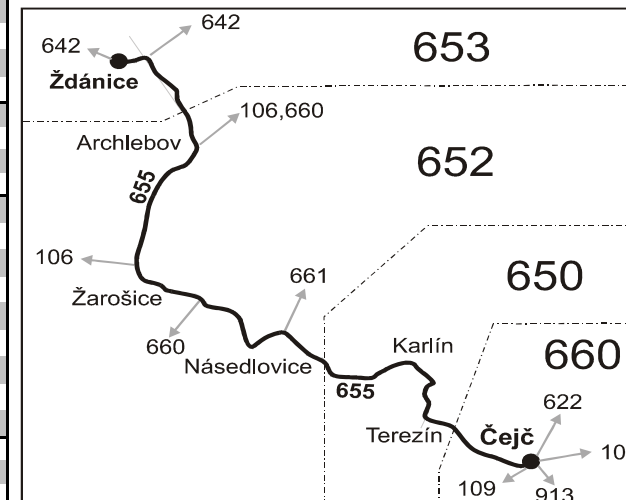 642
653
642
Ždánice
106,660
Archlebov
652
655
106
661
650
Žarošice
660
Karlín
660
Násedlovice
655
622
Terezín
Čejč
10
109
913